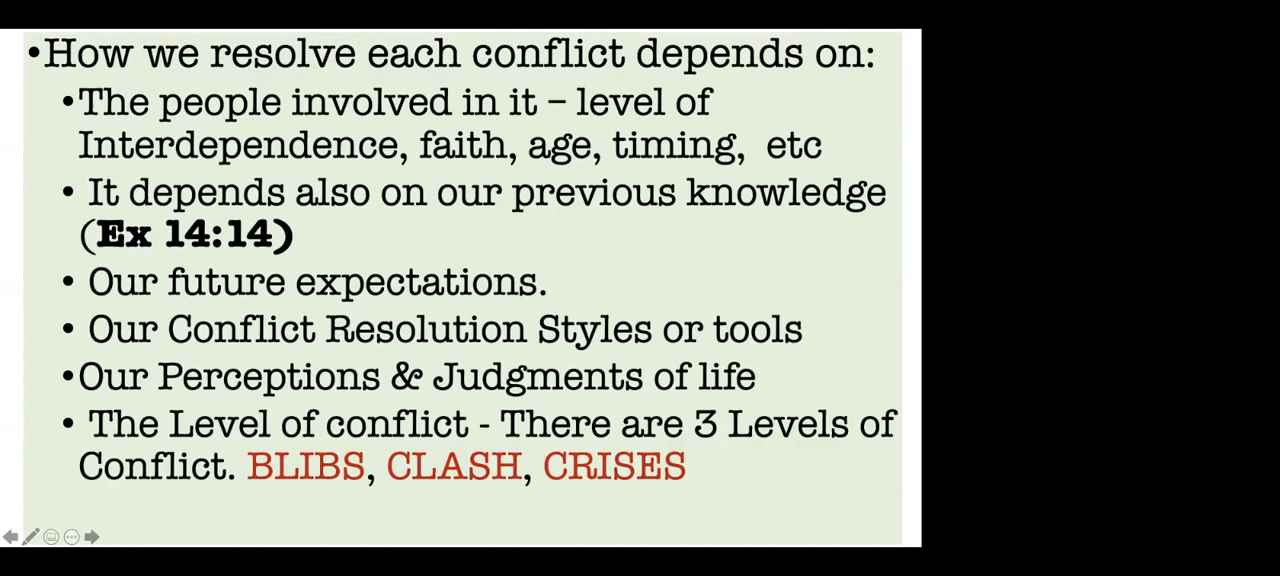 •How we resolve each conflict depends on:
•The people involved in it – level of
Interdependence, faith, age, timing, etc
• It depends also on our previous knowledge
(Ex 14:14)
• Our future expectations.
• Our Conflict Resolution Styles or tools
•Our Perceptions & Judgments of life
• The Level of conflict - There are 3 Levels of
Conflict. BLIBS, CLASH, CRISES